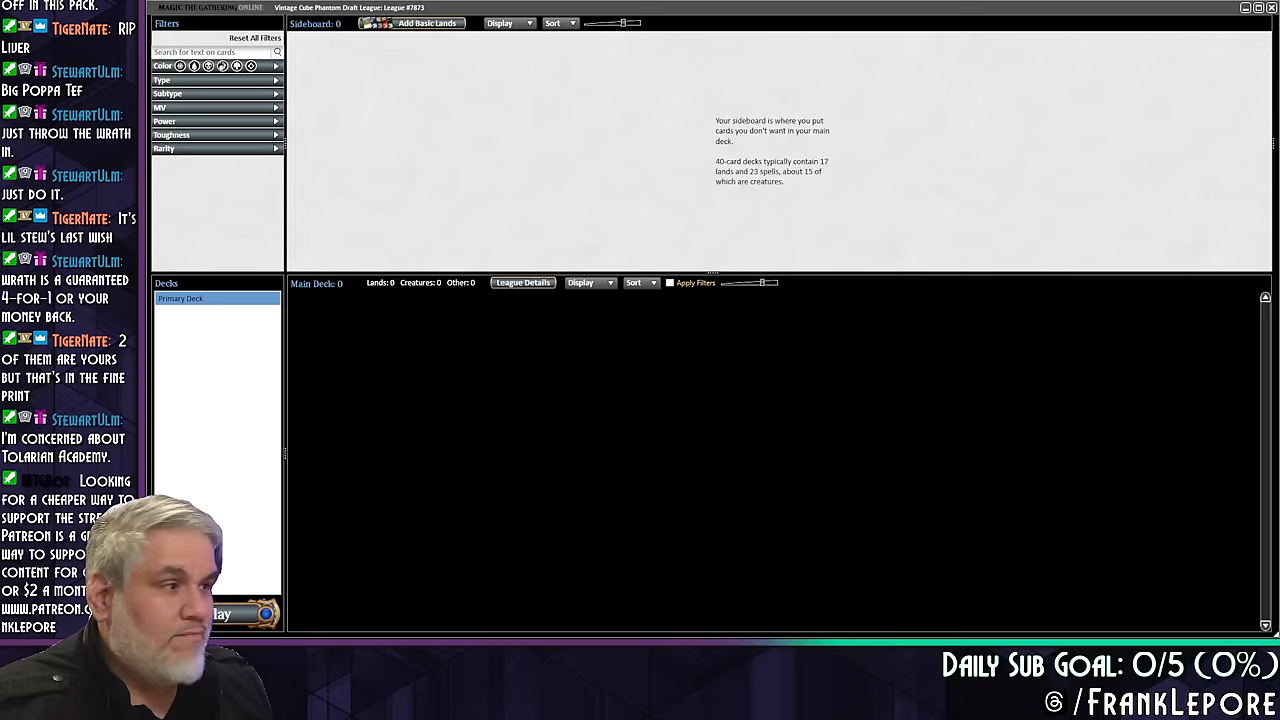 OFF IN THIS PACK.
TIGERNATE: RIP
LIVER
STEWARTULM:
BIG POPPA TEF
STEWARTULM:
JUST THROW THE WRATH
IN.
STEWARTULM:
JUST DO IT.
TIGERNATE: IT'S
LIL STEW'S LAST WISH
STEWARTULM:
WRATH IS A GUARANTEED
4-FOR-1 OR YOUR
MONEY BACK.
TIGERNATE: 2
OF THEM ARE YOURS
BUT THAT'S IN THE FINE
PRINT
STEWARTULM:
I'M CONCERNED ABOUT
TOLARIAN ACADEMY.
LOOKING
FOR A CHEAPER WAY TO
SUPPORT THE
PATREON IS A
WAY TO
CONTENT FOR
OR $2 A
WWW.PATREON.
NKLEPORE
MAGIC THE GATHERING ONLINE
Vintage Cube Phantom Draft League: League #7873
Filters
Reset All Filters
Search for text on cards
Color
Type
Subtype
MV
Power
Toughness
Rarity
Sideboard: 0
Add Basic Lands
Display
Sort
Your sideboard is where you put
cards you don't want in your main
deck.
40-card decks typically contain 17
lands and 23 spells, about 15 of
which are creatures.
Decks
Primary Deck
lay
Main Deck: 0
Lands: 0 Creatures: 0 Other: 0
League Details
Display
Sort
Apply Filters
DAILY SUB GOAL: 0/5 (0%)
/FRANKLEPORE